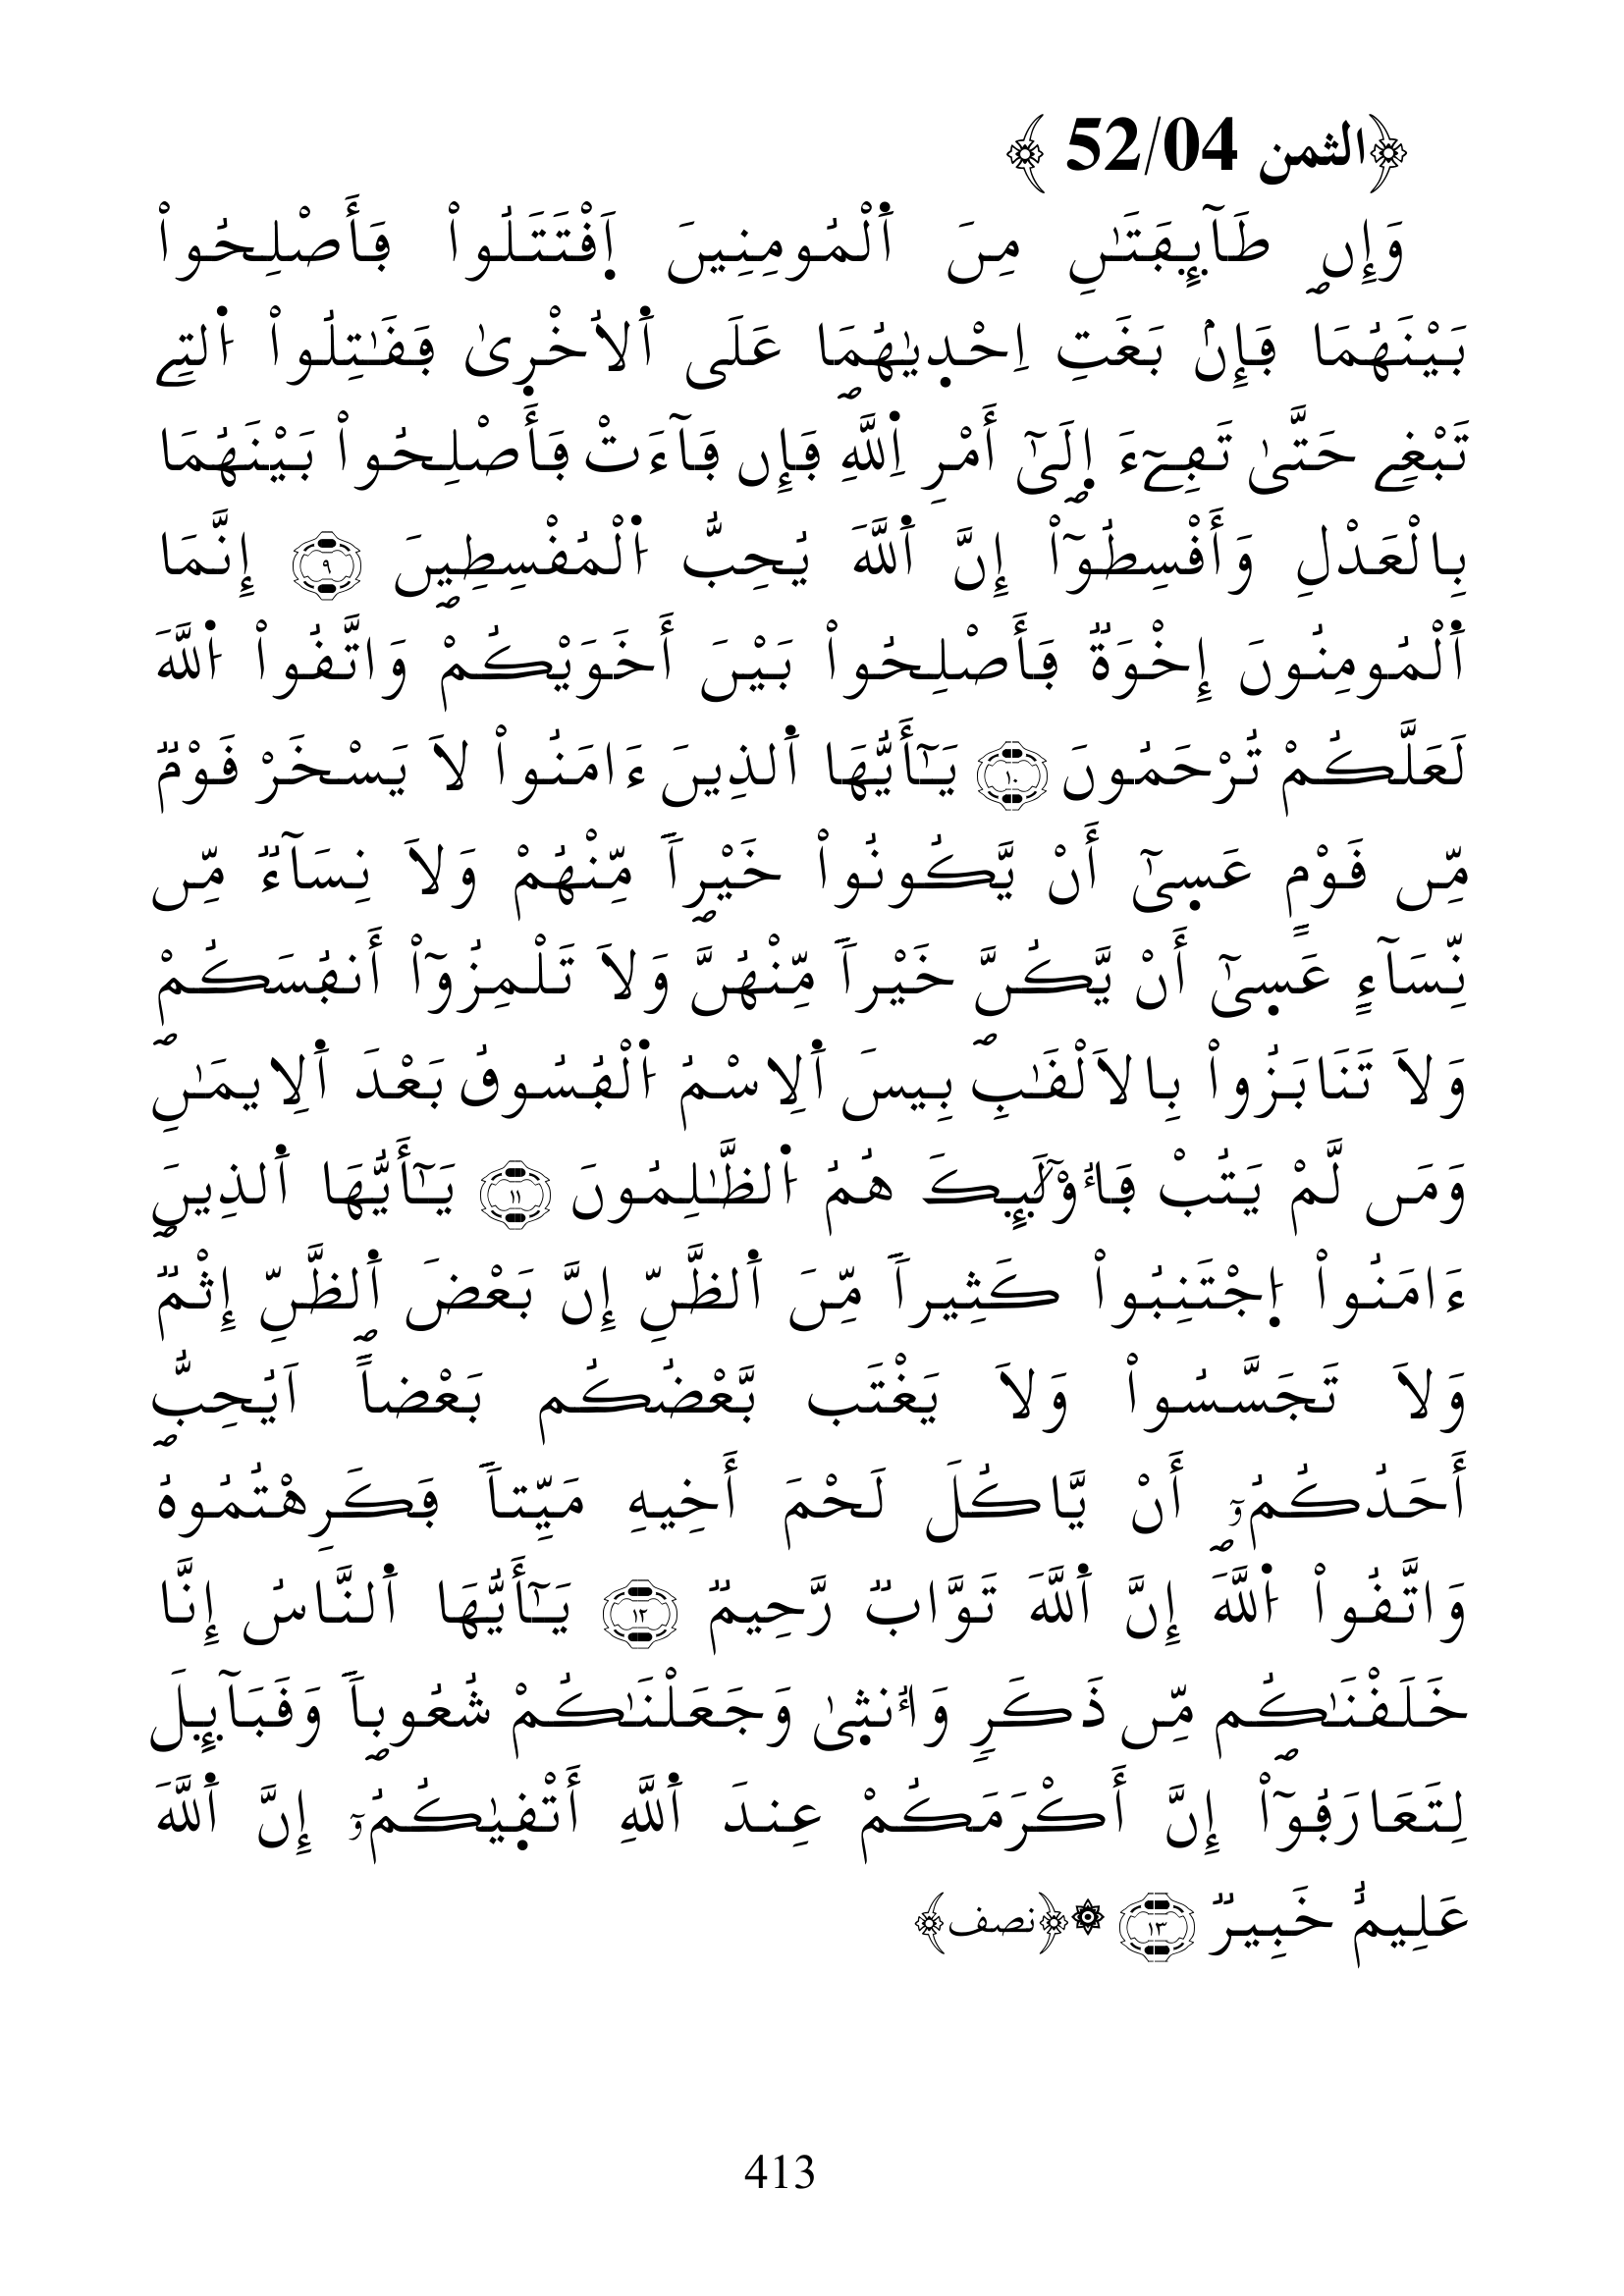 ﴿الثمن 52/04 ﴾
وَإِن طَآئِفَتَٰنِ مِنَ اَ۬لْمُومِنِينَ اَ۪قْتَتَلُواْ فَأَصْلِحُواْ
بَيْنَهُمَا فَإِنۢ بَغَتِ اِحْد۪يٰهُمَا عَلَى اَ۬لُاخْر۪يٰ فَقَٰتِلُواْ اُ۬لتِے
تَبْغِے حَتَّيٰ تَفِےٓءَ اِ۪لَيٰٓ أَمْرِ اِ۬للَّهِ فَإِن فَآءَتْ فَأَصْلِحُواْ بَيْنَهُمَا
بِالْعَدْلِ وَأَقْسِطُوٓاْ إِنَّ اَ۬للَّهَ يُحِبُّ اُ۬لْمُقْسِطِينَۖ ۝٩ إِنَّمَا
اَ۬لْمُومِنُونَ إِخْوَةٞ فَأَصْلِحُواْ بَيْنَ أَخَوَيْكُمْ وَاتَّقُواْ اُ۬للَّهَ
لَعَلَّكُمْ تُرْحَمُونَ ۝١٠ يَٰٓأَيُّهَا اَ۬لذِينَ ءَامَنُواْ لَا يَسْخَرْ قَوْمٞ
مِّن قَوْمٍ عَس۪يٰٓ أَنْ يَّكُونُواْ خَيْراٗ مِّنْهُمْ وَلَا نِسَآءٞ مِّن
نِّسَآءٍ عَس۪يٰٓ أَنْ يَّكُنَّ خَيْراٗ مِّنْهُنَّ وَلَا تَلْمِزُوٓاْ أَنفُسَكُمْ
وَلَا تَنَابَزُواْ بِالَالْقَٰبِ بِيسَ اَ۬لِاسْمُ اُ۬لْفُسُوقُ بَعْدَ اَ۬لِايمَٰنِ
وَمَن لَّمْ يَتُبْ فَأُوْلَٰٓئِكَ هُمُ اُ۬لظَّٰلِمُونَ ۝١١ يَٰٓأَيُّهَا اَ۬لذِينَ
ءَامَنُواْ اُ۪جْتَنِبُواْ كَثِيراٗ مِّنَ اَ۬لظَّنِّ إِنَّ بَعْضَ اَ۬لظَّنِّ إِثْمٞ
وَلَا تَجَسَّسُواْ وَلَا يَغْتَب بَّعْضُكُم بَعْضاًۖ اَيُحِبُّ
أَحَدُكُمُۥٓ أَنْ يَّاكُلَ لَحْمَ أَخِيهِ مَيِّتاٗ فَكَرِهْتُمُوهُ
وَاتَّقُواْ اُ۬للَّهَ إِنَّ اَ۬للَّهَ تَوَّابٞ رَّحِيمٞ ۝١٢ يَٰٓأَيُّهَا اَ۬لنَّاسُ إِنَّا
خَلَقْنَٰكُم مِّن ذَكَرٍ وَأُنث۪يٰ وَجَعَلْنَٰكُمْ شُعُوباٗ وَقَبَآئِلَ
لِتَعَارَفُوٓاْ إِنَّ أَكْرَمَكُمْ عِندَ اَ۬للَّهِ أَتْق۪يٰكُمُۥٓ إِنَّ اَ۬للَّهَ
عَلِيمٌ خَبِيرٞ ۝١٣ ۞﴿نصف﴾
413